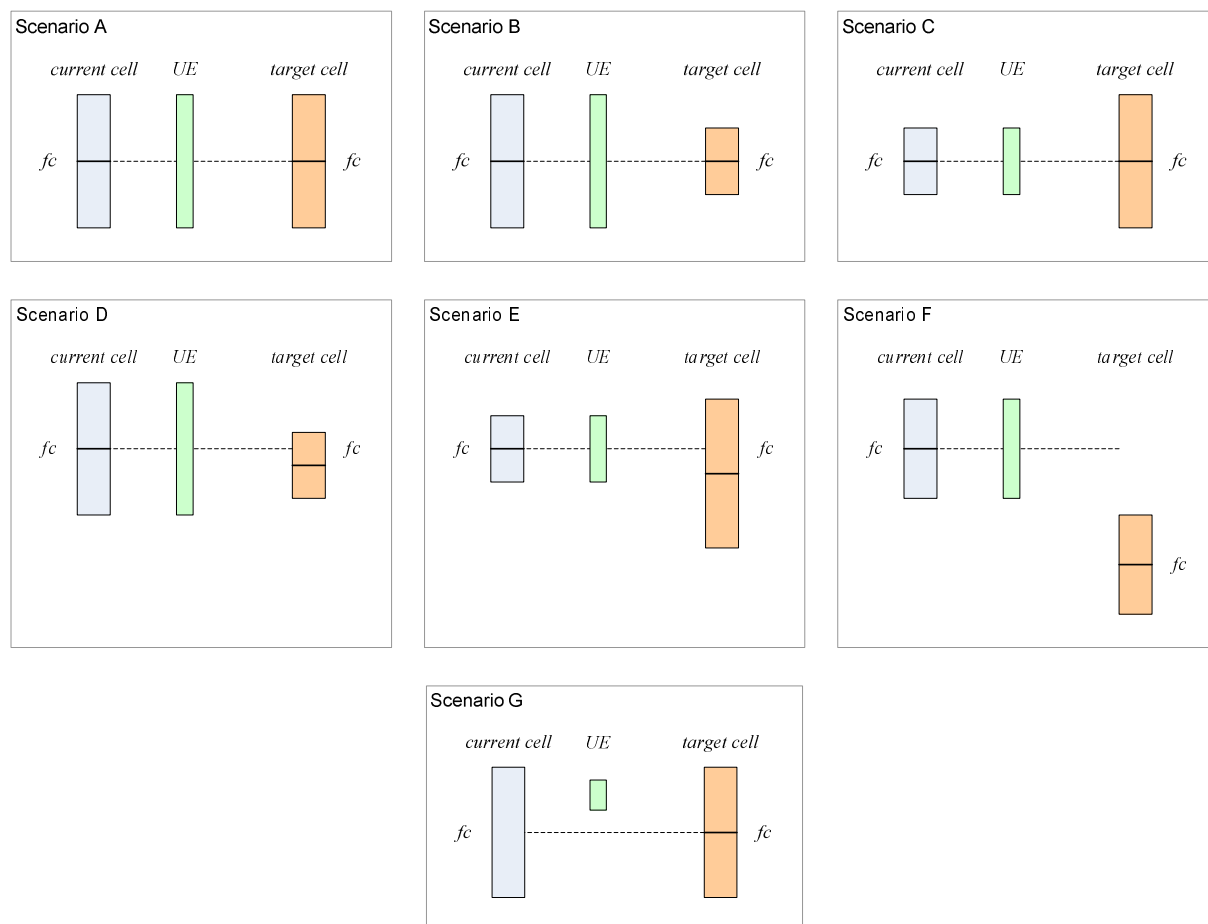 Scenario A
current cell UE target cell
fc fc
Scenario B
current cell UE target cell
fc fc
Scenario C
current cell UE target cell
fc fc
Scenario D
current cell UE target cell
fc fc
Scenario E
current cell UE target cell
fc fc
Scenario F
current cell UE target cell
fc
fc
Scenario G
current cell UE target cell
fc fc